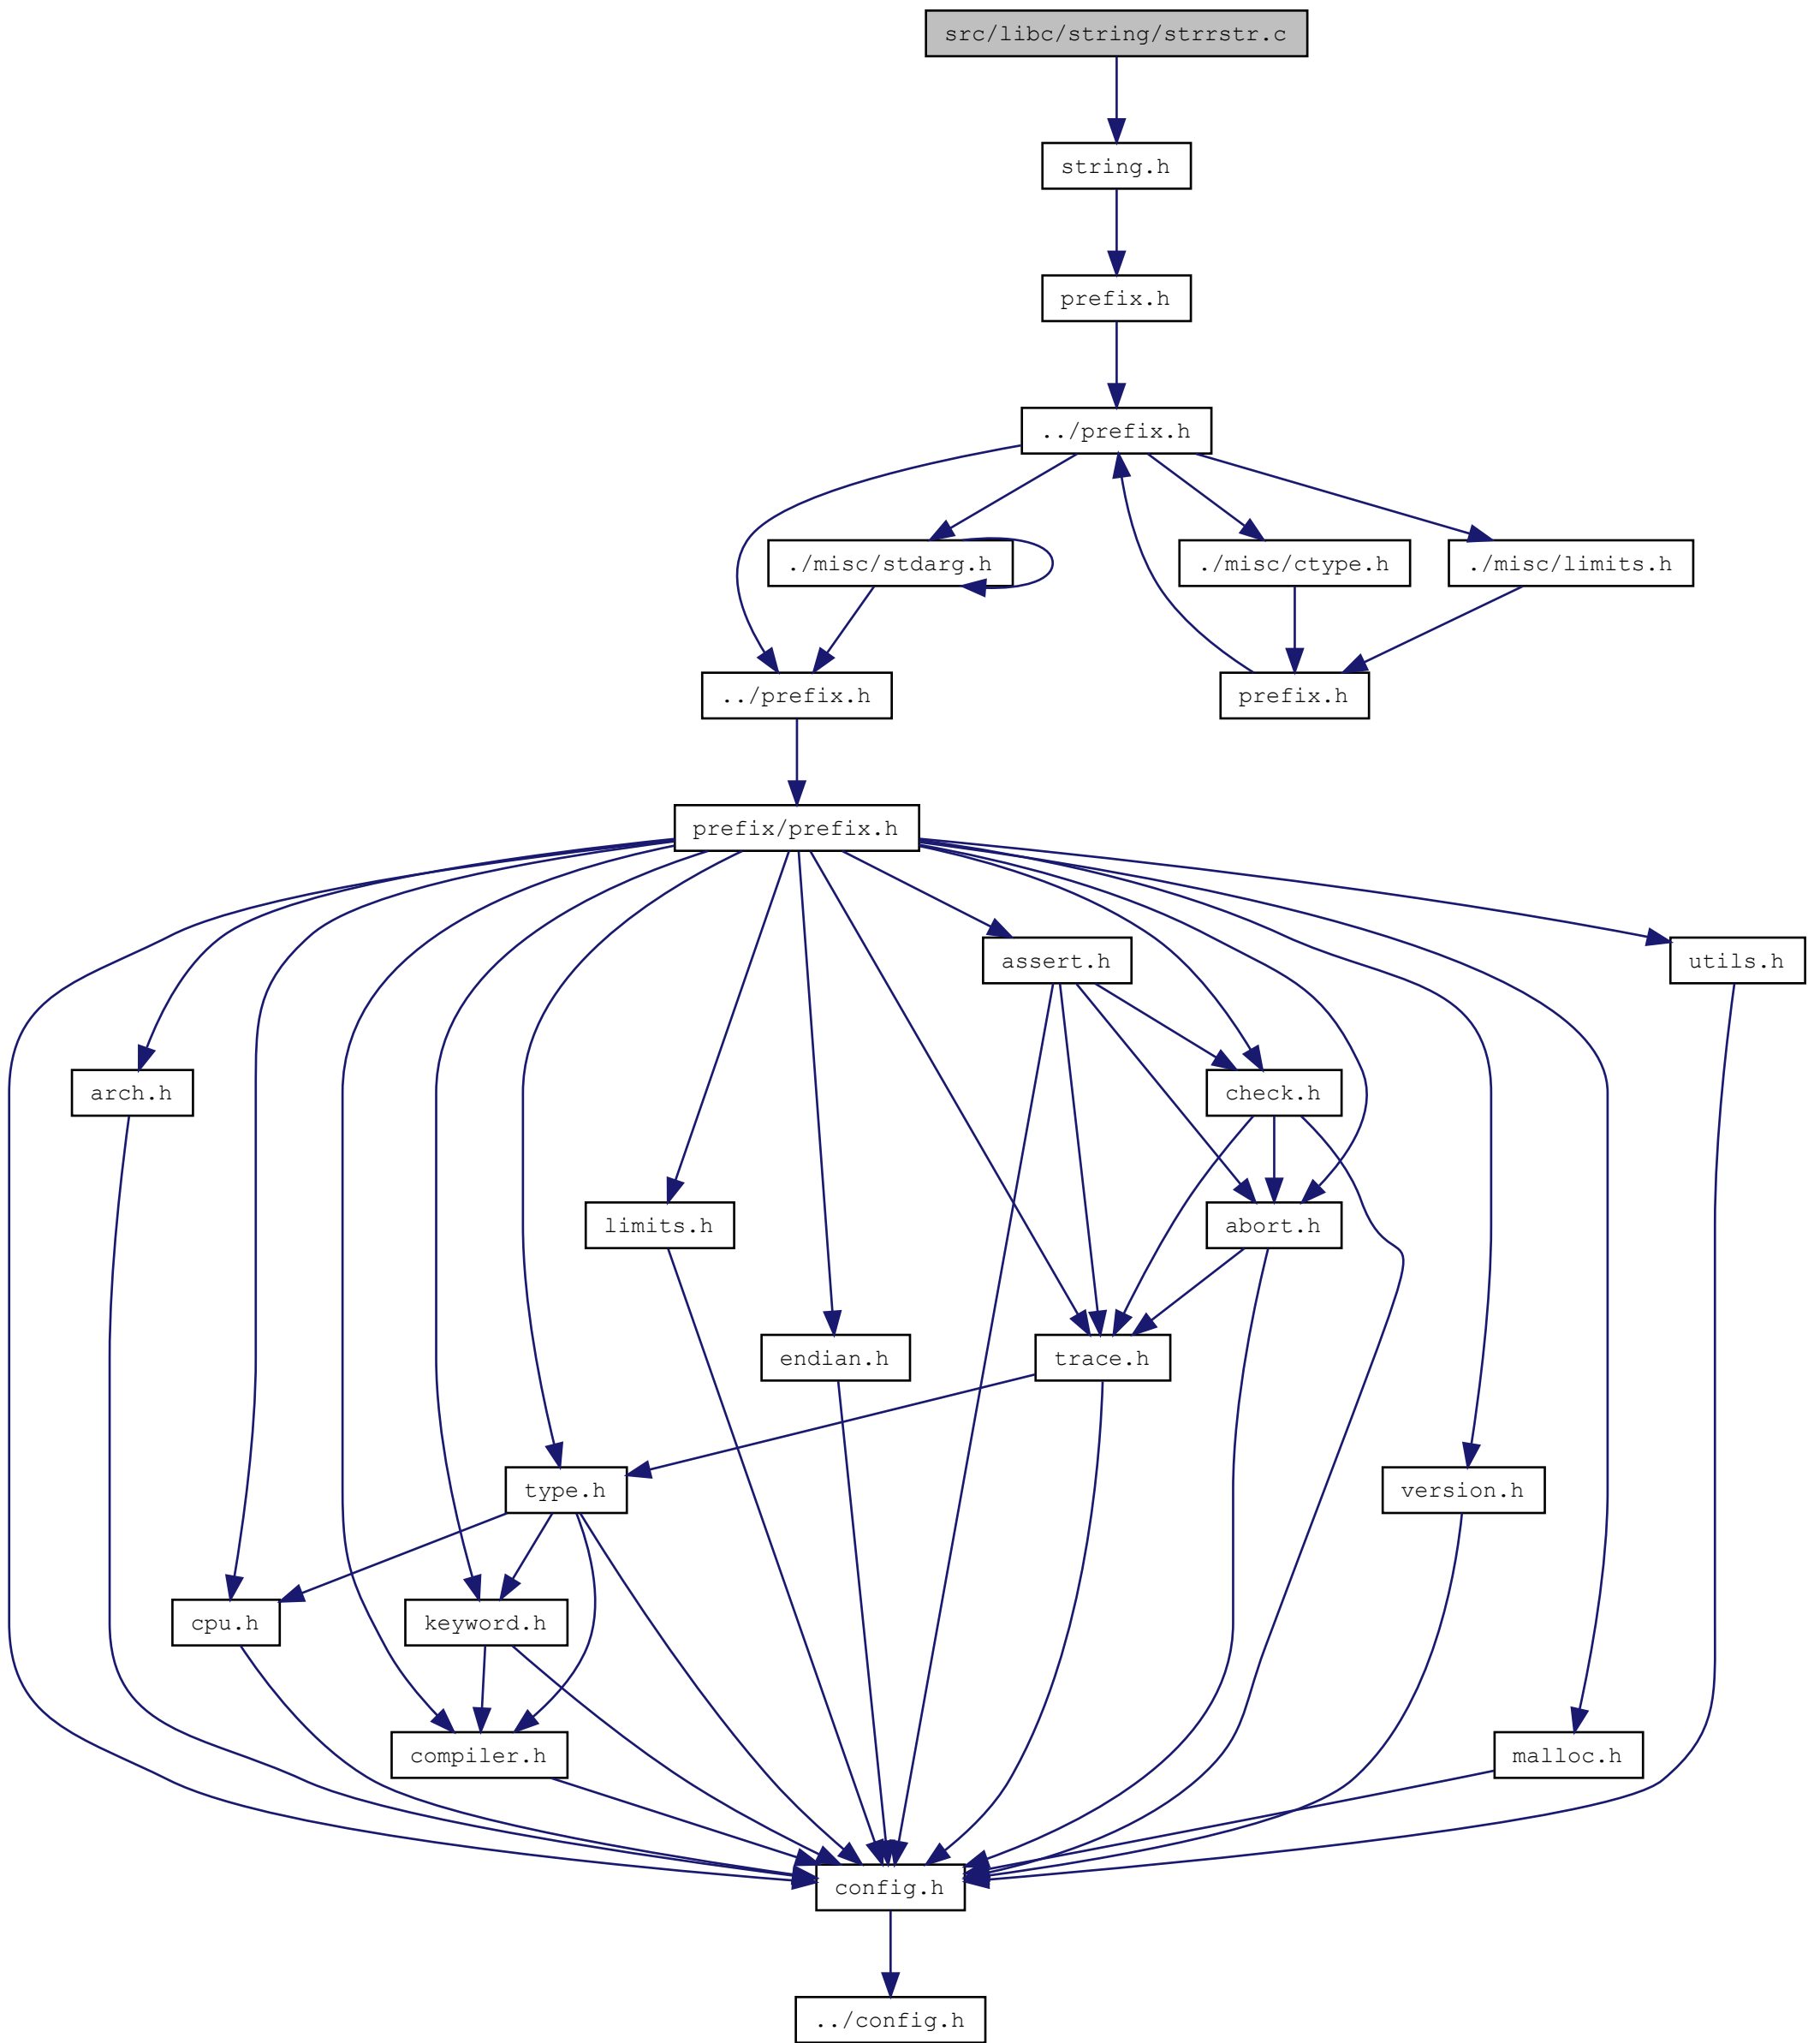 src/libc/string/strrstr.c
string.h
prefix.h
../prefix.h
./misc/stdarg.h
./misc/ctype.h
./misc/limits.h
../prefix.h
prefix.h
prefix/prefix.h
assert.h
utils.h
arch.h
check.h
limits.h
abort.h
endian.h
trace.h
type.h
version.h
cpu.h
keyword.h
compiler.h
malloc.h
config.h
../config.h